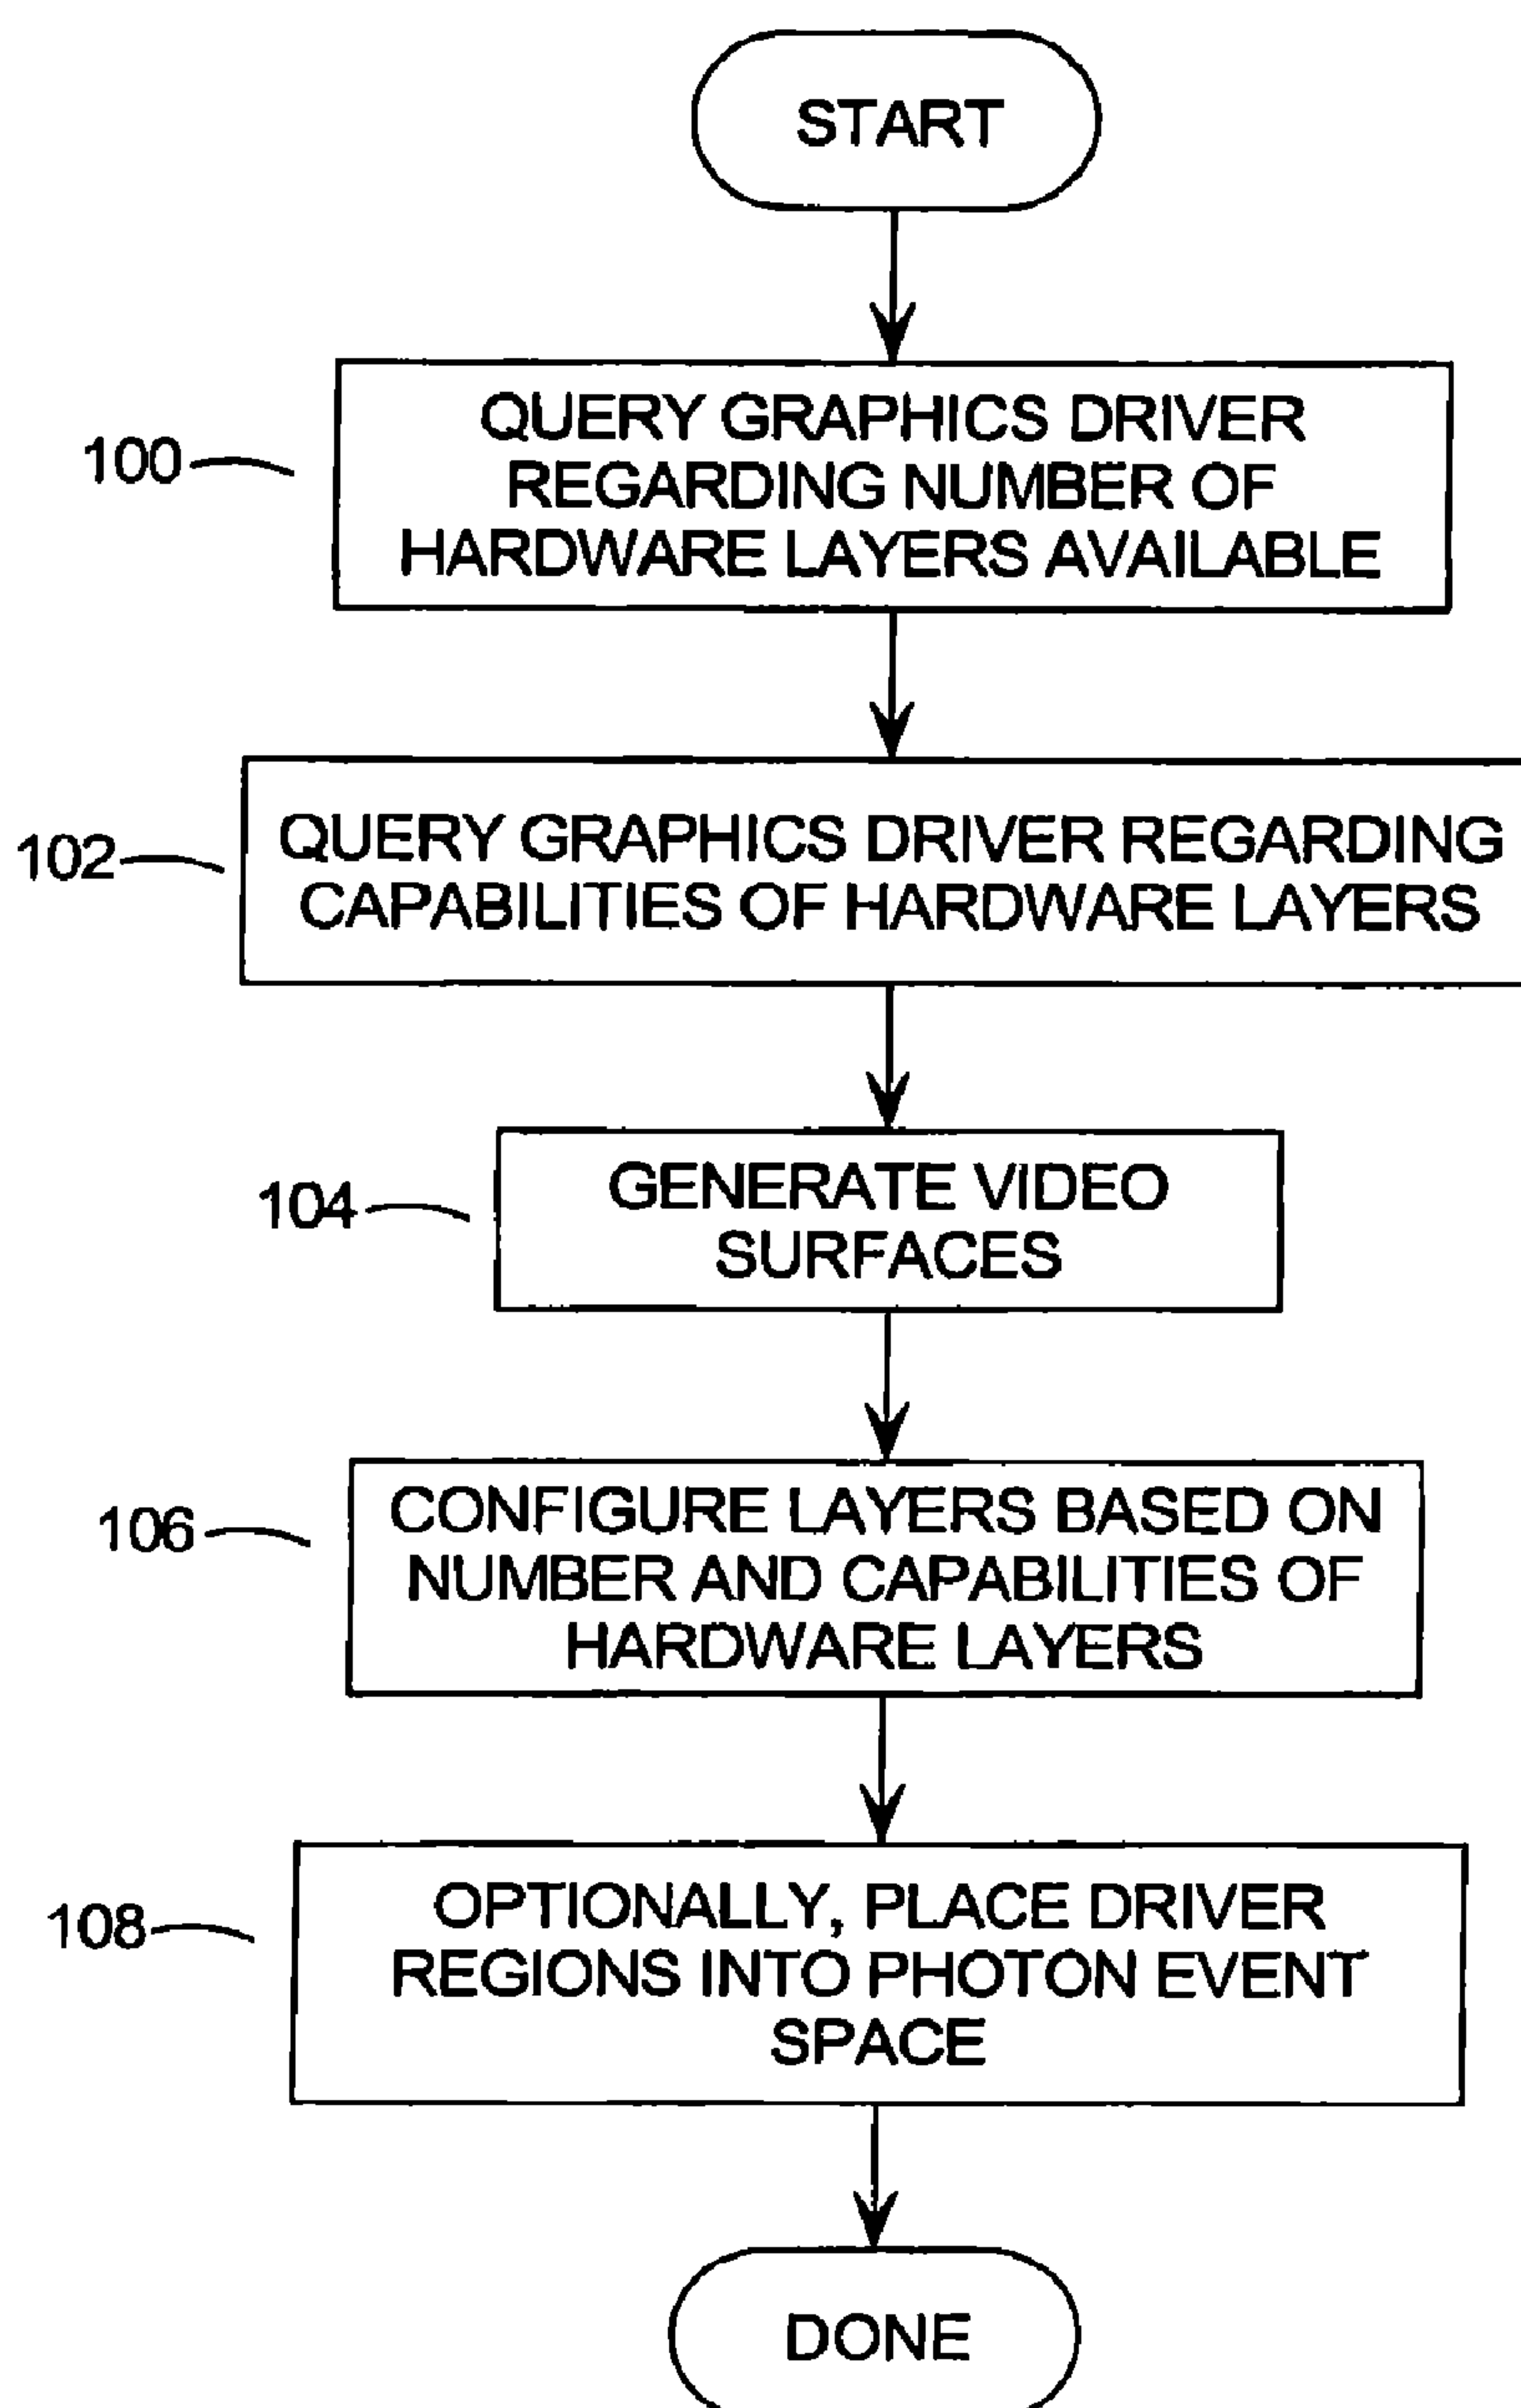 START
100
QUERY GRAPHICS DRIVER
REGARDING NUMBER OF
HARDWARE LAYERS AVAILABLE
102
QUERY GRAPHICS DRIVER REGARDING
CAPABILITIES OF HARDWARE LAYERS
104
GENERATE VIDEO
SURFACES
106
CONFIGURE LAYERS BASED ON
NUMBER AND CAPABILITIES OF
HARDWARE LAYERS
108
OPTIONALLY, PLACE DRIVER
REGIONS INTO PHOTON EVENT
SPACE
DONE